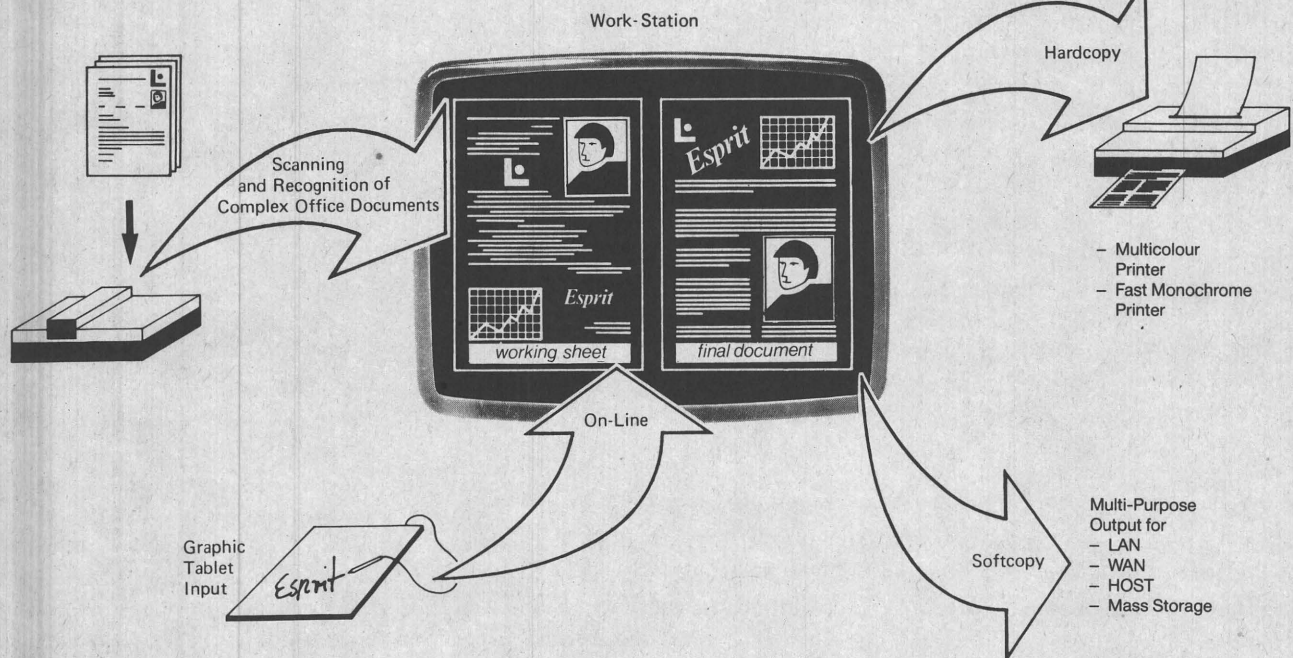 Work-Station
Hardcopy
Scanning
and Recognition of
Complex Office Documents
Esprit
Esprit
working sheet
final document
– Multicolour
Printer
– Fast Monochrome
Printer
On-Line
Graphic
Tablet
Input
Esprit
Softcopy
Multi-Purpose
Output for
– LAN
– WAN
– HOST
– Mass Storage